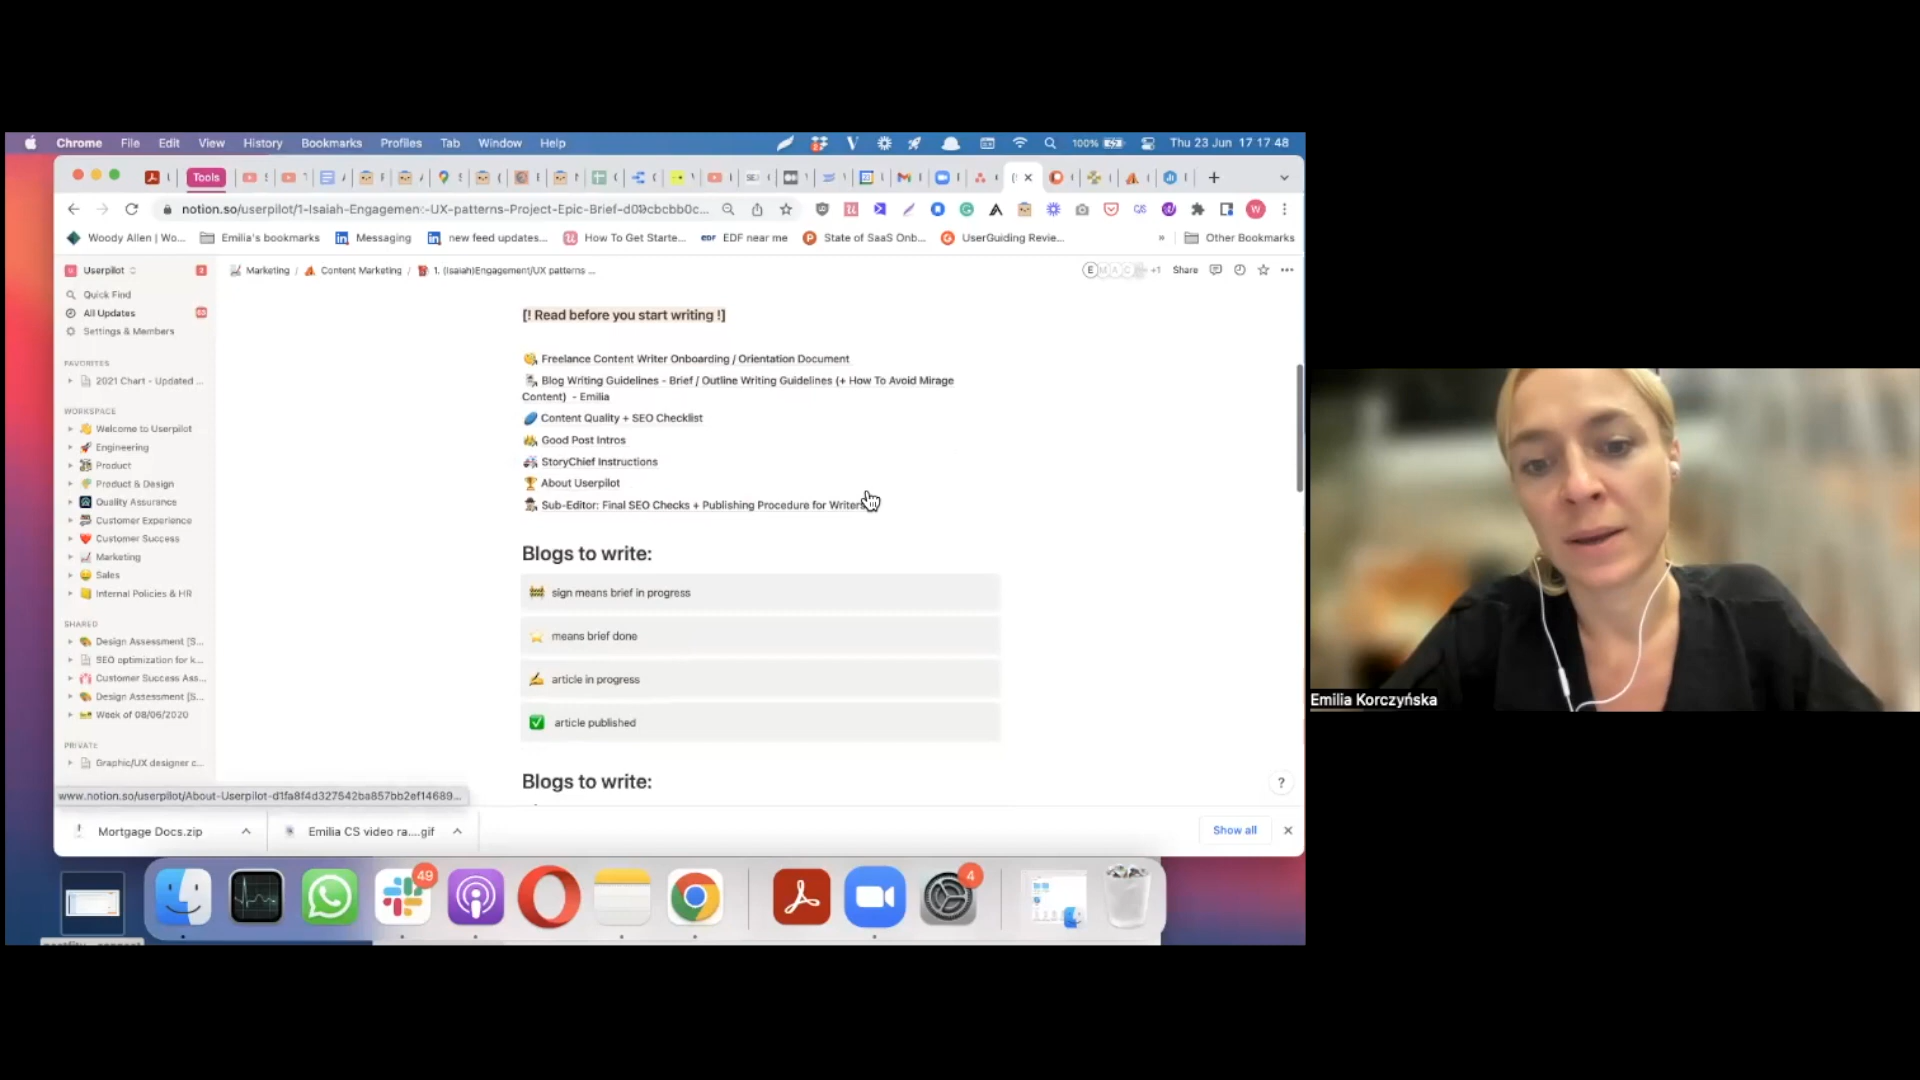 Chrome File Edit View History Bookmarks Profiles Tab Window Help
100% Thu 23 Jun 17 17 48
Tools
notion.so/userpilot/1-Isaiah-Engagement-UX-patterns-Project-Epic-Brief-
Woody Allen | Wo...
Emilia's bookmarks
Messaging
new feed updates...
How To Get Starte...
EDF near me
State of SaaS Onb...
UserGuiding Revie...
Other Bookmarks
Userpilot
Quick Find
All Updates
Settings & Members
FAVORITES
2021 Chart - Updated ...
WORKSPACE
Welcome to Userpilot
Engineering
Product
Product & Design
Quality Assurance
Customer Experience
Customer Success
Marketing
Sales
Internal Policies & HR
SHARED
Design Assessment [S...
SEO optimization for k...
Customer Success Ass...
Design Assessment [S...
Week of 08/06/2020
PRIVATE
Graphic/UX designer c...
Marketing / Content Marketing / 1. (Isaiah)Engagement/UX patterns ...
+1 Share
[! Read before you start writing !]
Freelance Content Writer Onboarding / Orientation Document
Blog Writing Guidelines - Brief / Outline Writing Guidelines (+ How To Avoid Mirage
Content) - Emilia
Content Quality + SEO Checklist
Good Post Intros
StoryChief Instructions
About Userpilot
Sub-Editor: Final SEO Checks + Publishing Procedure for Writers
Blogs to write:
sign means brief in progress
means brief done
article in progress
article published
Blogs to write:
?
Mortgage Docs.zip
Emilia CS video ra....gif
Show all
49
4
Emilia Korczyńska